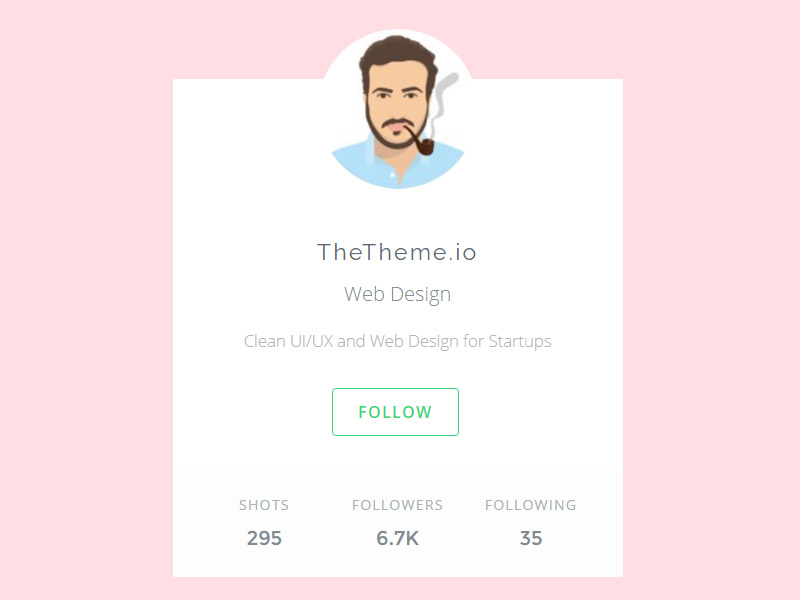 TheTheme.io
Web Design
Clean UI/UX and Web Design for Startups
FOLLOW
SHOTS FOLLOWERS FOLLOWING
295 6.7K 35